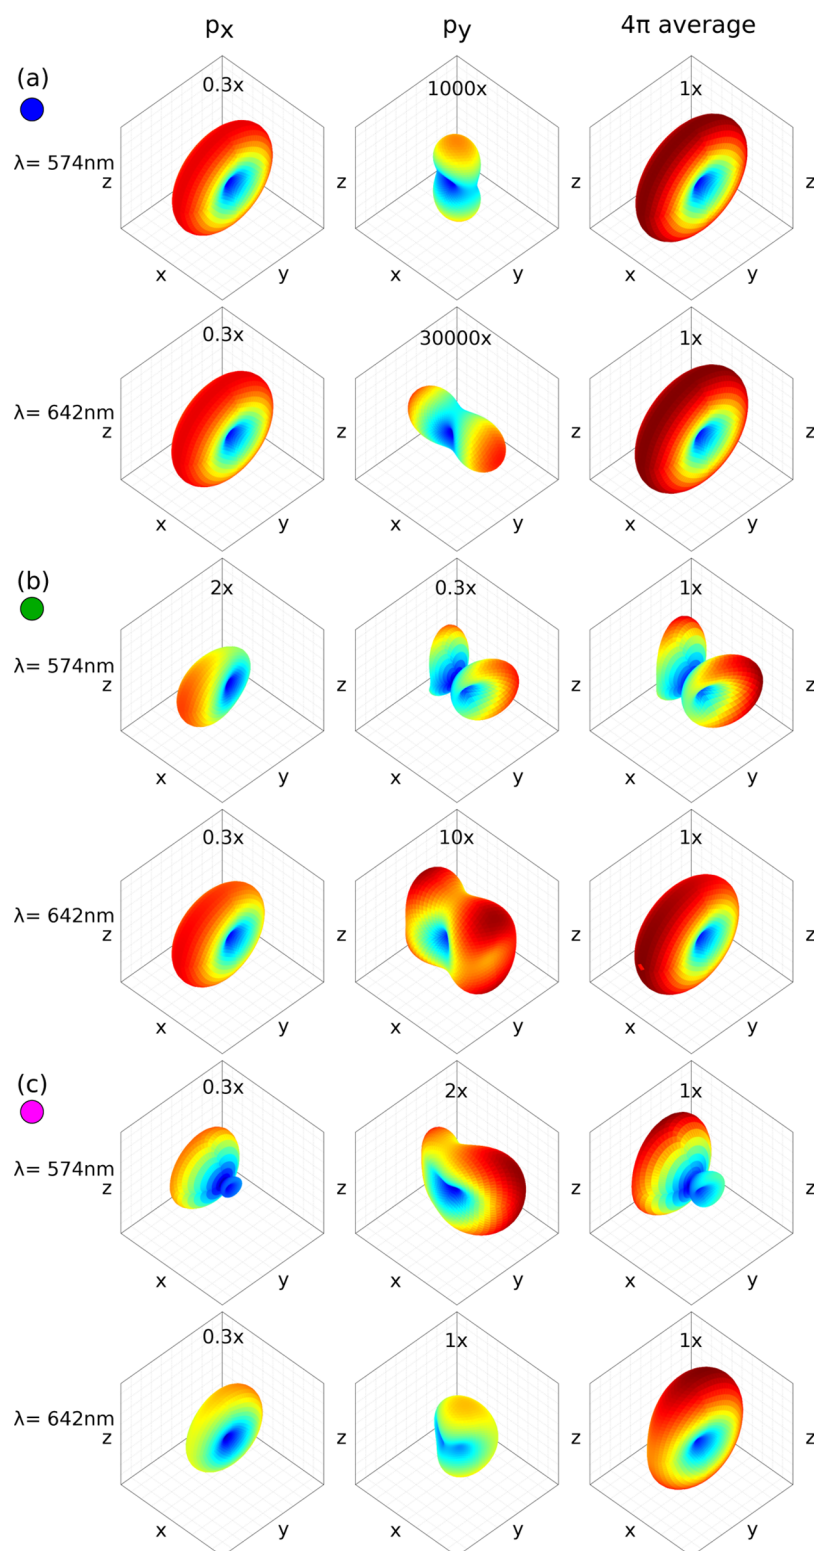 px py 4π average
(a)
0.3x 1000x 1x
λ= 574nm
z z z z
x y x y x y
0.3x 30000x 1x
λ= 642nm
z z z z
x y x y x y
(b)
2x 0.3x 1x
λ= 574nm
z z z z
x y x y x y
0.3x 10x 1x
λ= 642nm
z z z z
x y x y x y
(c)
0.3x 2x 1x
λ= 574nm
z z z z
x y x y x y
0.3x 1x 1x
λ= 642nm
z z z z
x y x y x y